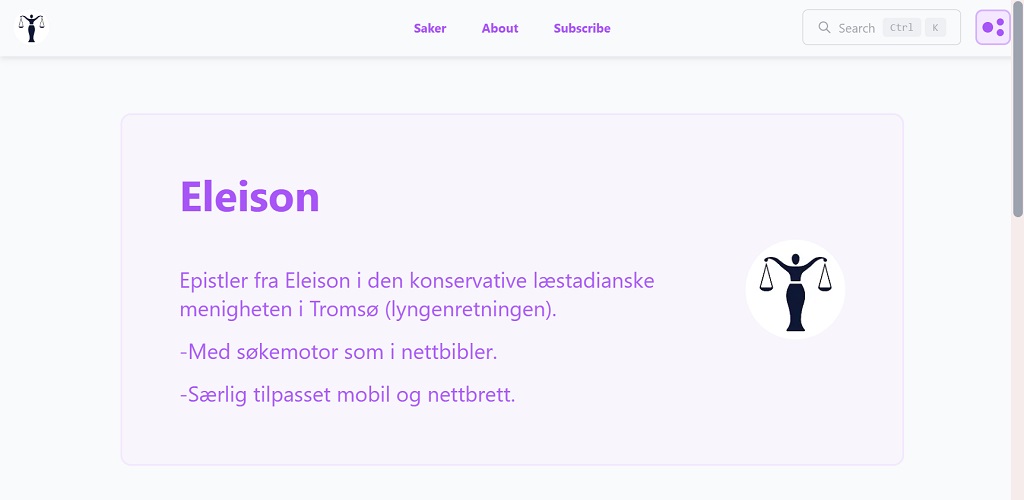 Saker About Subscribe Search Ctrl K
Eleison
Epistler fra Eleison i den konservative læstadianske
menigheten i Tromsø (lyngenretningen).
-Med søkemotor som i nettbibler.
-Særlig tilpasset mobil og nettbrett.